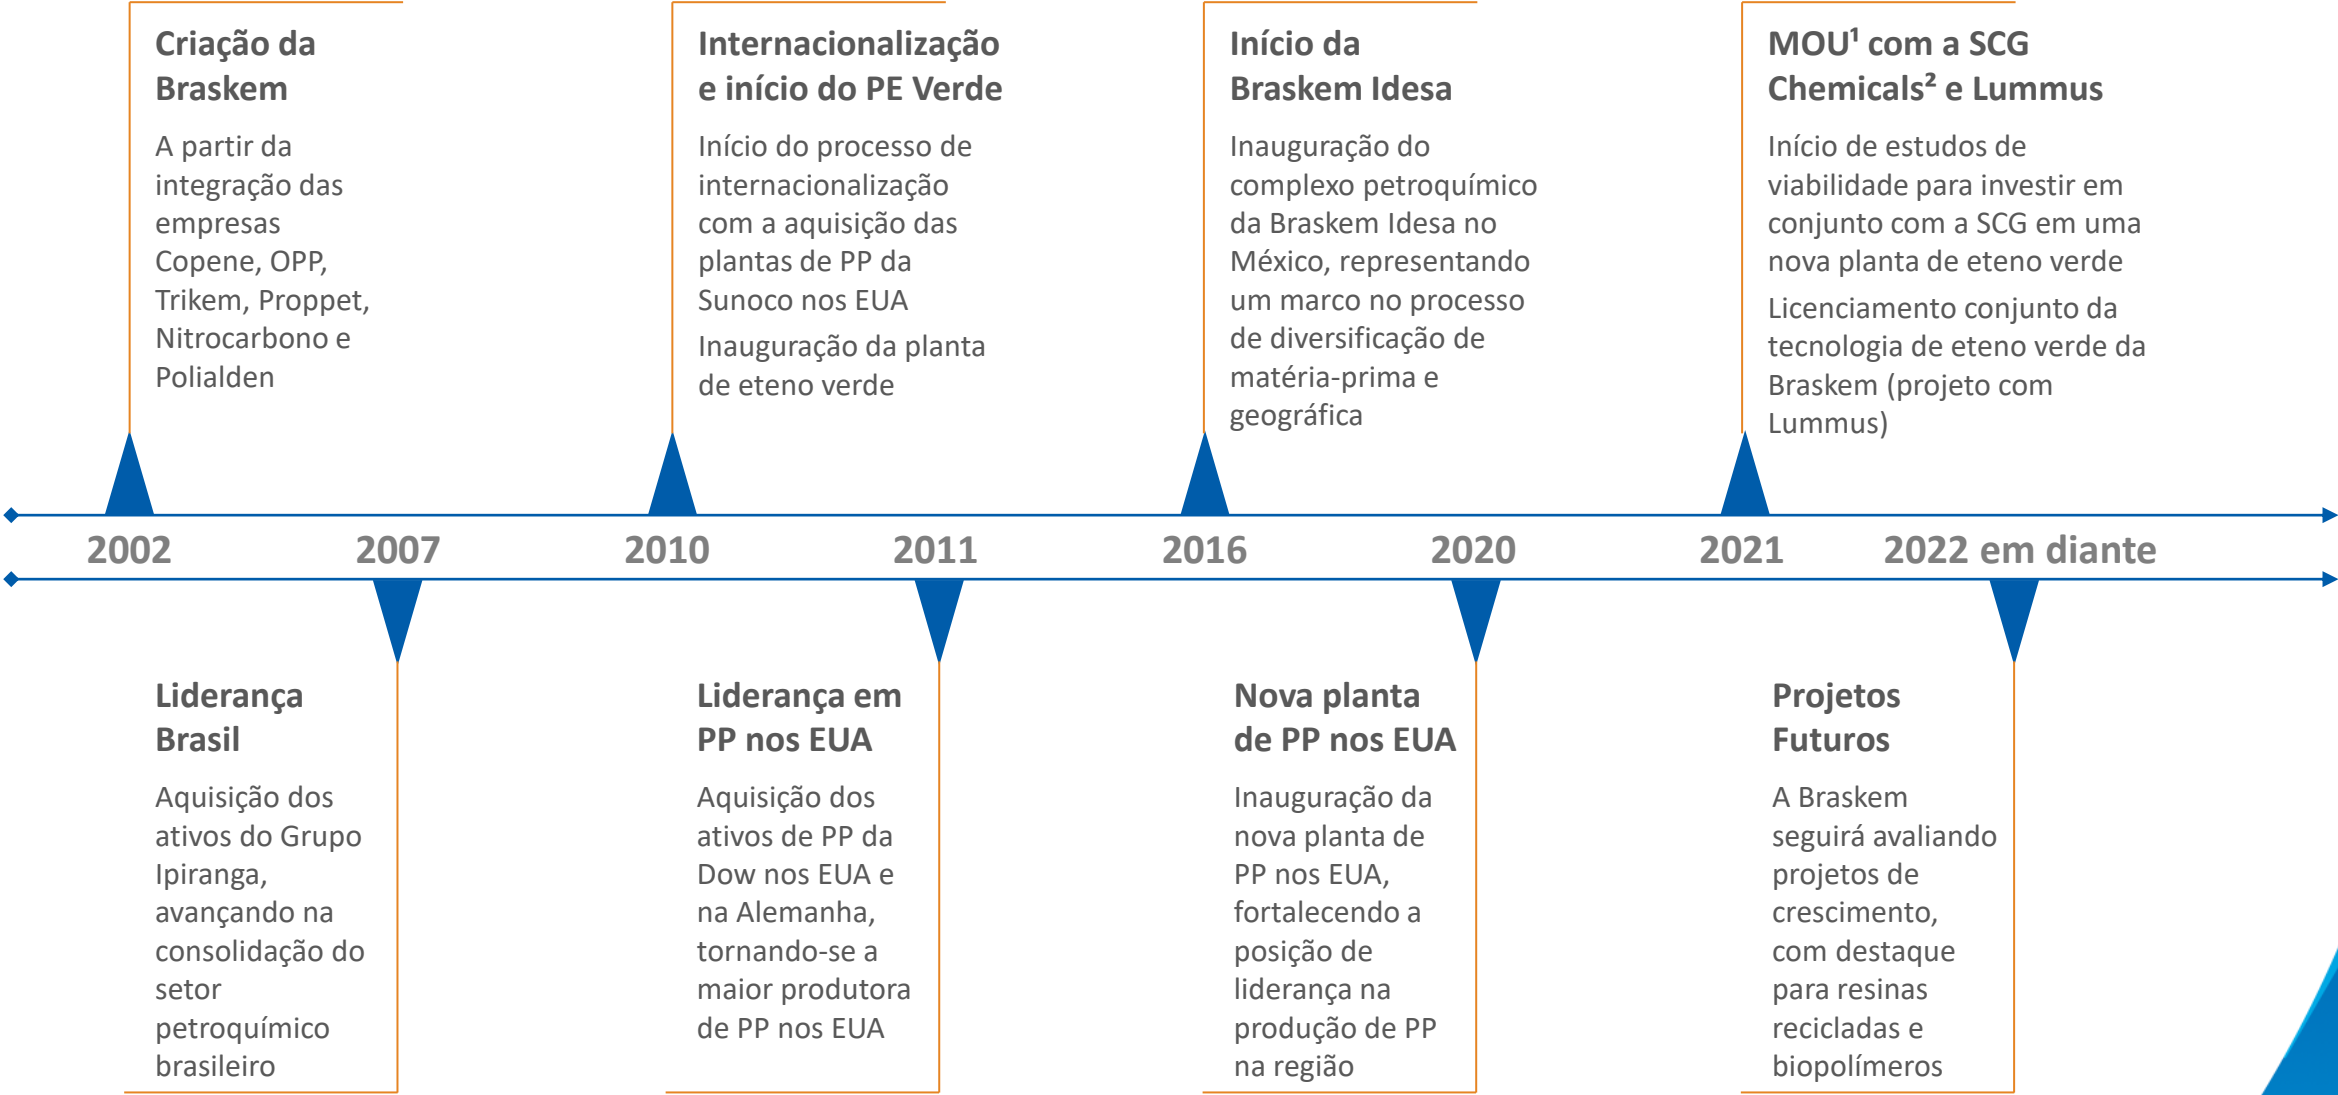 Criação da
Braskem
A partir da
integração das
empresas
Copene, OPP,
Trikem, Proppet,
Nitrocarbono e
Polialden
Internacionalização
e início do PE Verde
Início do processo de
internacionalização
com a aquisição das
plantas de PP da
Sunoco nos EUA
Inauguração da planta
de eteno verde
Início da
Braskem Idesa
Inauguração do
complexo petroquímico
da Braskem Idesa no
México, representando
um marco no processo
de diversificação de
matéria-prima e
geográfica
MOU¹ com a SCG
Chemicals² e Lummus
Início de estudos de
viabilidade para investir em
conjunto com a SCG em uma
nova planta de eteno verde
Licenciamento conjunto da
tecnologia de eteno verde da
Braskem (projeto com
Lummus)
2002 2007 2010 2011 2016 2020 2021 2022 em diante
Liderança
Brasil
Aquisição dos
ativos do Grupo
Ipiranga,
avançando na
consolidação do
setor
petroquímico
brasileiro
Liderança em
PP nos EUA
Aquisição dos
ativos de PP da
Dow nos EUA e
na Alemanha,
tornando-se a
maior produtora
de PP nos EUA
Nova planta
de PP nos EUA
Inauguração da
nova planta de
PP nos EUA,
fortalecendo a
posição de
liderança na
produção de PP
na região
Projetos
Futuros
A Braskem
seguirá avaliando
projetos de
crescimento,
com destaque
para resinas
recicladas e
biopolímeros